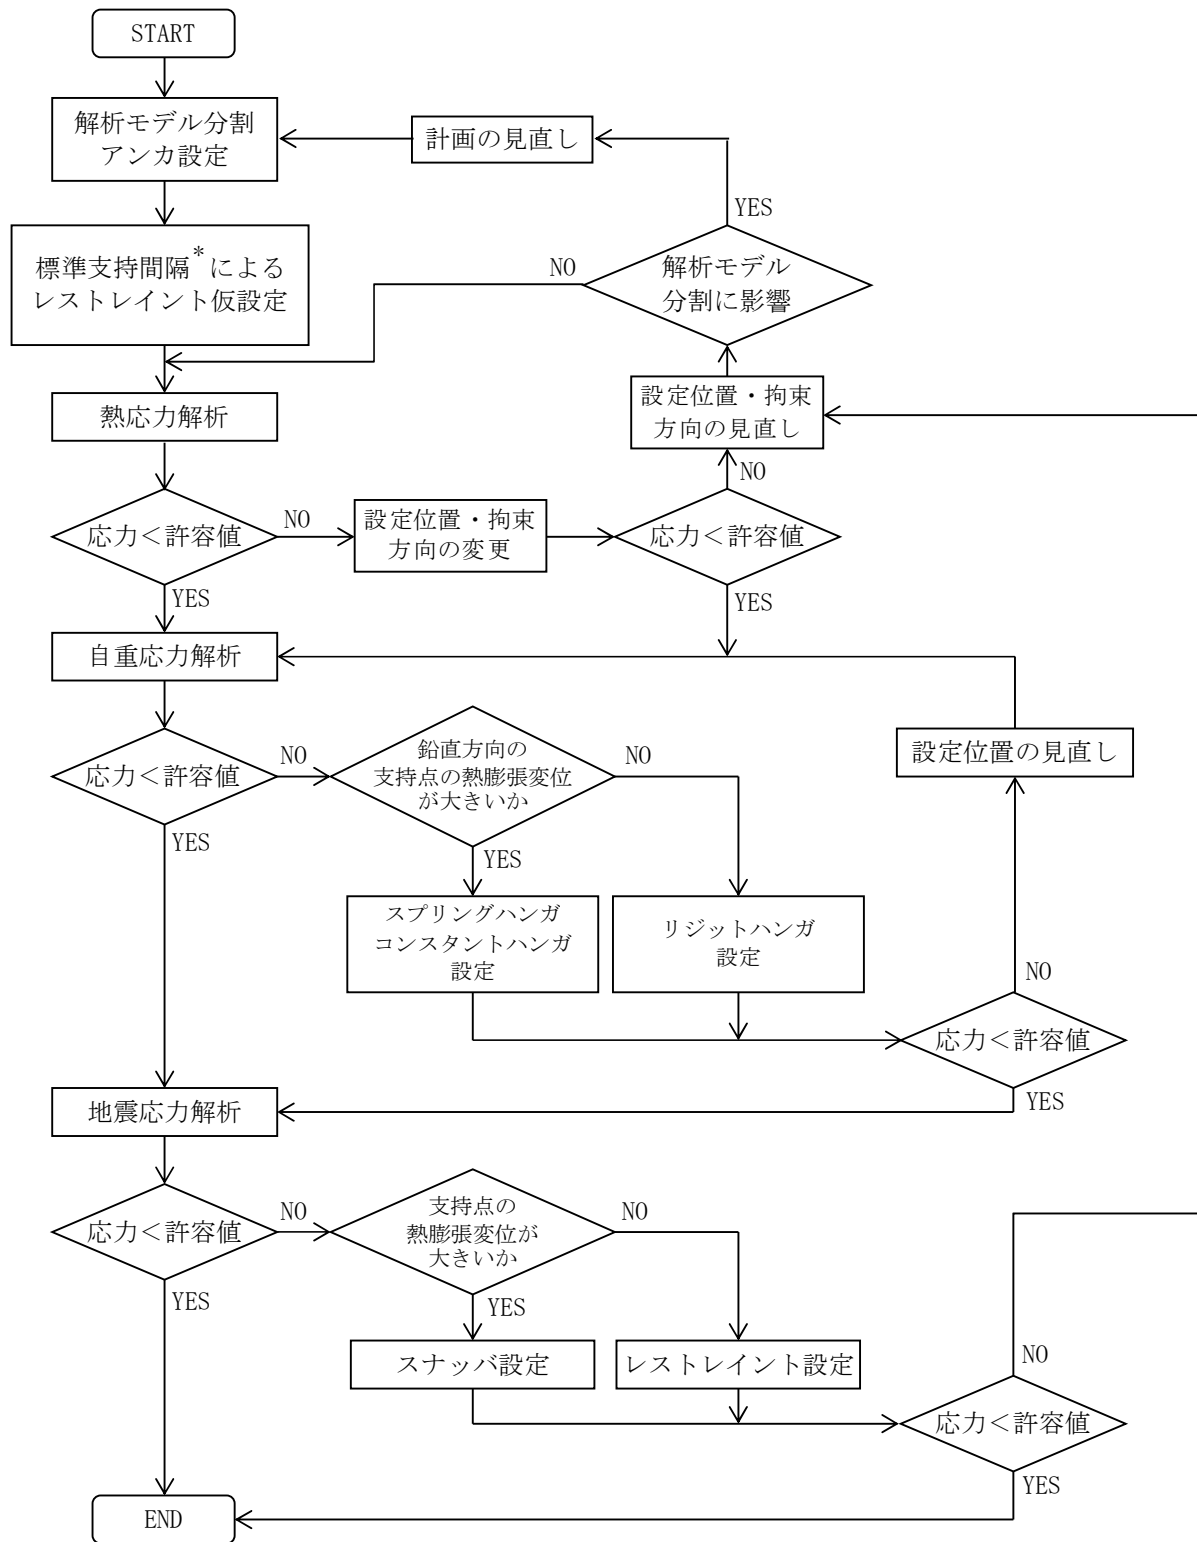 START
解析モデル分割
アンカ設定
計画の見直し
YES
標準支持間隔*による
レストレイント仮設定
NO
解析モデル
分割に影響
熱応力解析
設定位置・拘束
方向の見直し
NO
応力<許容値
NO
設定位置・拘束
方向の変更
応力<許容値
YES
YES
自重応力解析
設定位置の見直し
応力<許容値
NO
鉛直方向の
支持点の熱膨張変位
が大きいか
NO
YES
YES
スプリングハンガ
コンスタントハンガ
設定
リジットハンガ
設定
NO
応力<許容値
YES
地震応力解析
応力<許容値
NO
支持点の
熱膨張変位が
大きいか
NO
YES
YES
スナッバ設定
レストレイント設定
NO
応力<許容値
YES
END